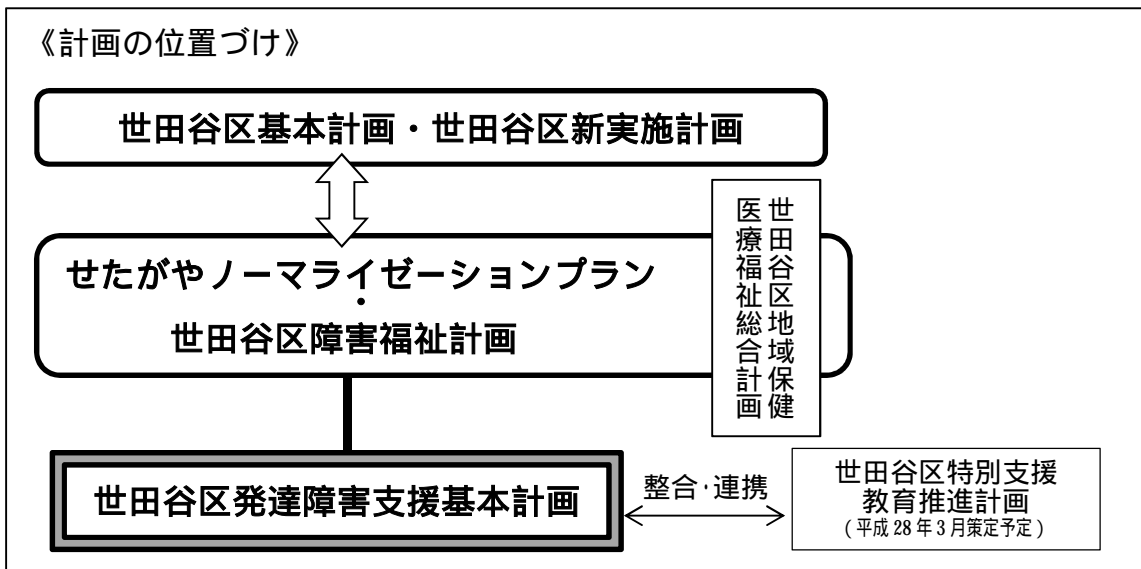 《計画の位置づけ》
世田谷区基本計画・世田谷区新実施計画
世田谷区地域保健
医療福祉総合計画
せたがやノーマライゼーションプラン
・
世田谷区障害福祉計画
世田谷区発達障害支援基本計画
整合・連携
世田谷区特別支援
教育推進計画
(平成28年3月策定予定)